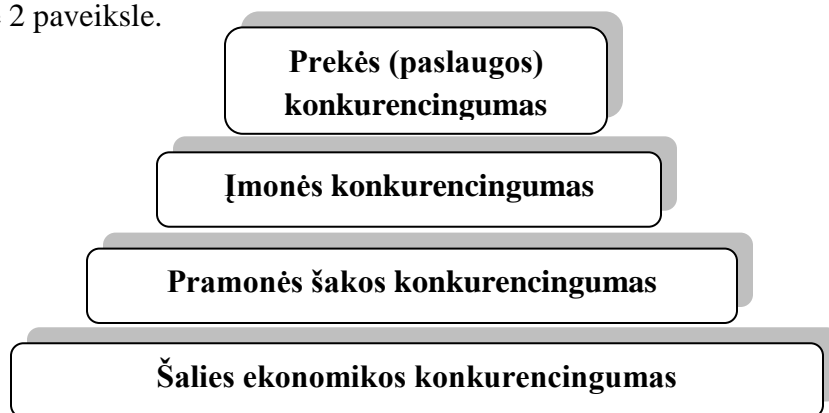 2 paveiksle.
Prekės (paslaugos)
konkurencingumas
Įmonės konkurencingumas
Pramonės šakos konkurencingumas
Šalies ekonomikos konkurencingumas